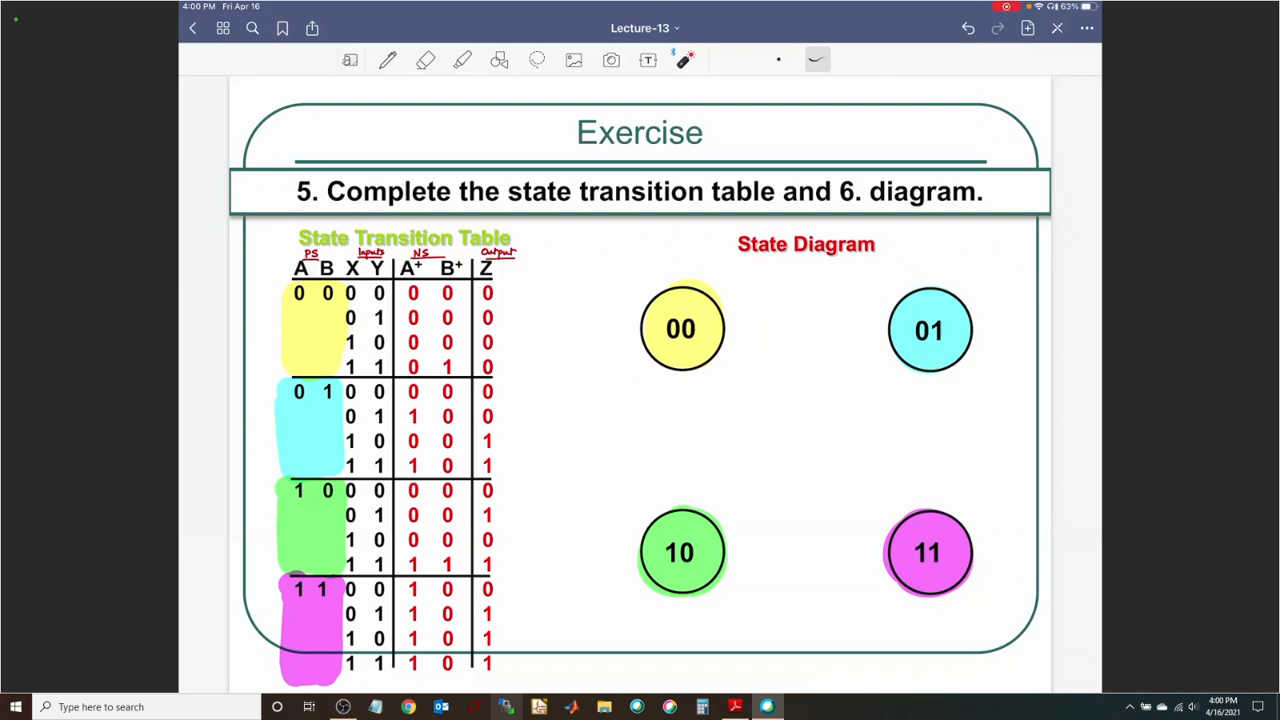 4:00 PM Fri Apr 16
63%
Lecture-13
T
Exercise
5. Complete the state transition table and 6. diagram.
State Transition Table
State Diagram
PS Inputs NS Output
A B X Y A+ B+ Z
0 0 0 0 0 0 0
0 1 0 0 0
1 0 0 0 0
1 1 0 1 0
0 1 0 0 0 0 0
0 1 1 0 0
1 0 0 0 1
1 1 1 0 1
1 0 0 0 0 0 0
0 1 0 0 1
1 0 0 0 0
1 1 1 1 1
1 1 0 0 1 0 0
0 1 1 0 1
1 0 1 0 1
1 1 1 0 1
00
01
10
11
Type here to search
4:00 PM
4/16/2021